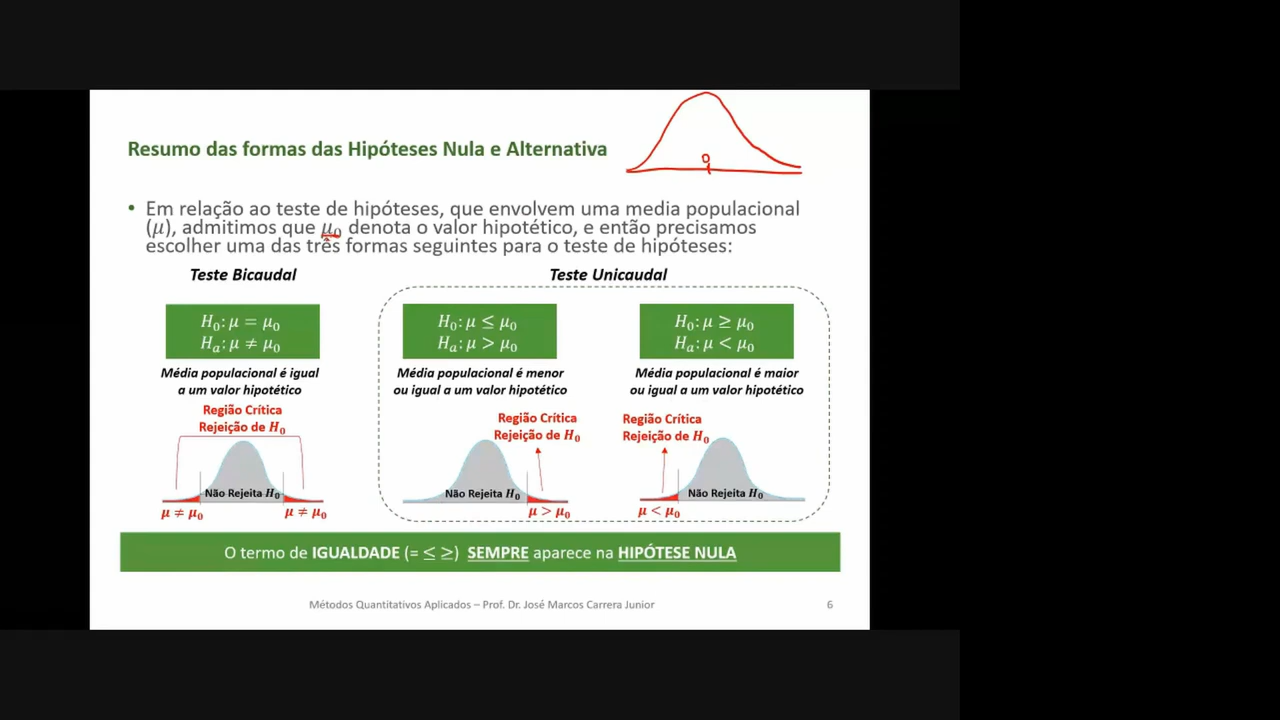 Resumo das formas das Hipóteses Nula e Alternativa
0
• Em relação ao teste de hipóteses, que envolvem uma media populacional
(μ), admitimos que μ₀ denota o valor hipotético, e então precisamos
escolher uma das três formas seguintes para o teste de hipóteses:
Teste Bicaudal
H₀: μ = μ₀
Hₐ: μ ≠ μ₀
Média populacional é igual
a um valor hipotético
Região Crítica
Rejeição de H₀
Não Rejeita H₀
μ ≠ μ₀
μ ≠ μ₀
Teste Unicaudal
H₀: μ ≤ μ₀
Hₐ: μ > μ₀
Média populacional é menor
ou igual a um valor hipotético
Região Crítica
Rejeição de H₀
Não Rejeita H₀
μ > μ₀
H₀: μ ≥ μ₀
Hₐ: μ < μ₀
Média populacional é maior
ou igual a um valor hipotético
Região Crítica
Rejeição de H₀
Não Rejeita H₀
μ < μ₀
O termo de IGUALDADE (= ≤ ≥) SEMPRE aparece na HIPÓTESE NULA
Métodos Quantitativos Aplicados – Prof. Dr. José Marcos Carrera Junior
6